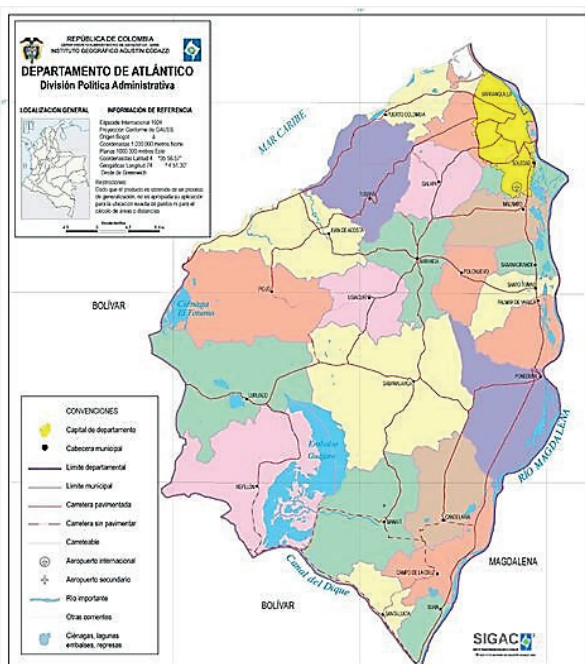 REPÚBLICA DE COLOMBIA
INSTITUTO GEOGRÁFICO AGUSTÍN CODAZZI
DEPARTAMENTO DE ATLÁNTICO
División Política Administrativa
LOCALIZACIÓN GENERAL
INFORMACIÓN DE REFERENCIA
MAR CARIBE
BARRANQUILLA
PUERTO COLOMBIA
SOLEDAD
GALAPA
TUBARÁ
MALAMBO
JUAN DE ACOSTA
BARANOA
POLONUEVO
SABANAGRANDE
SANTO TOMÁS
PALMAR DE VARELA
PIOJÓ
USIACURÍ
BOLÍVAR
Ciénaga
El Totumo
PONEDERA
SABANALARGA
LURUACO
Embalse
Guájaro
RÍO MAGDALENA
REPELÓN
MANATÍ
CANDELARIA
CAMPO DE LA CRUZ
MAGDALENA
Canal del Dique
SANTA LUCÍA
SUAN
BOLÍVAR
CONVENCIONES
Capital de departamento
Cabecera municipal
Límite departamental
Límite municipal
Carretera pavimentada
Carretera sin pavimentar
Carreteable
Aeropuerto internacional
Aeropuerto secundario
Río importante
Otras corrientes
Ciénagas, lagunas
embalses, represas
SIGAC